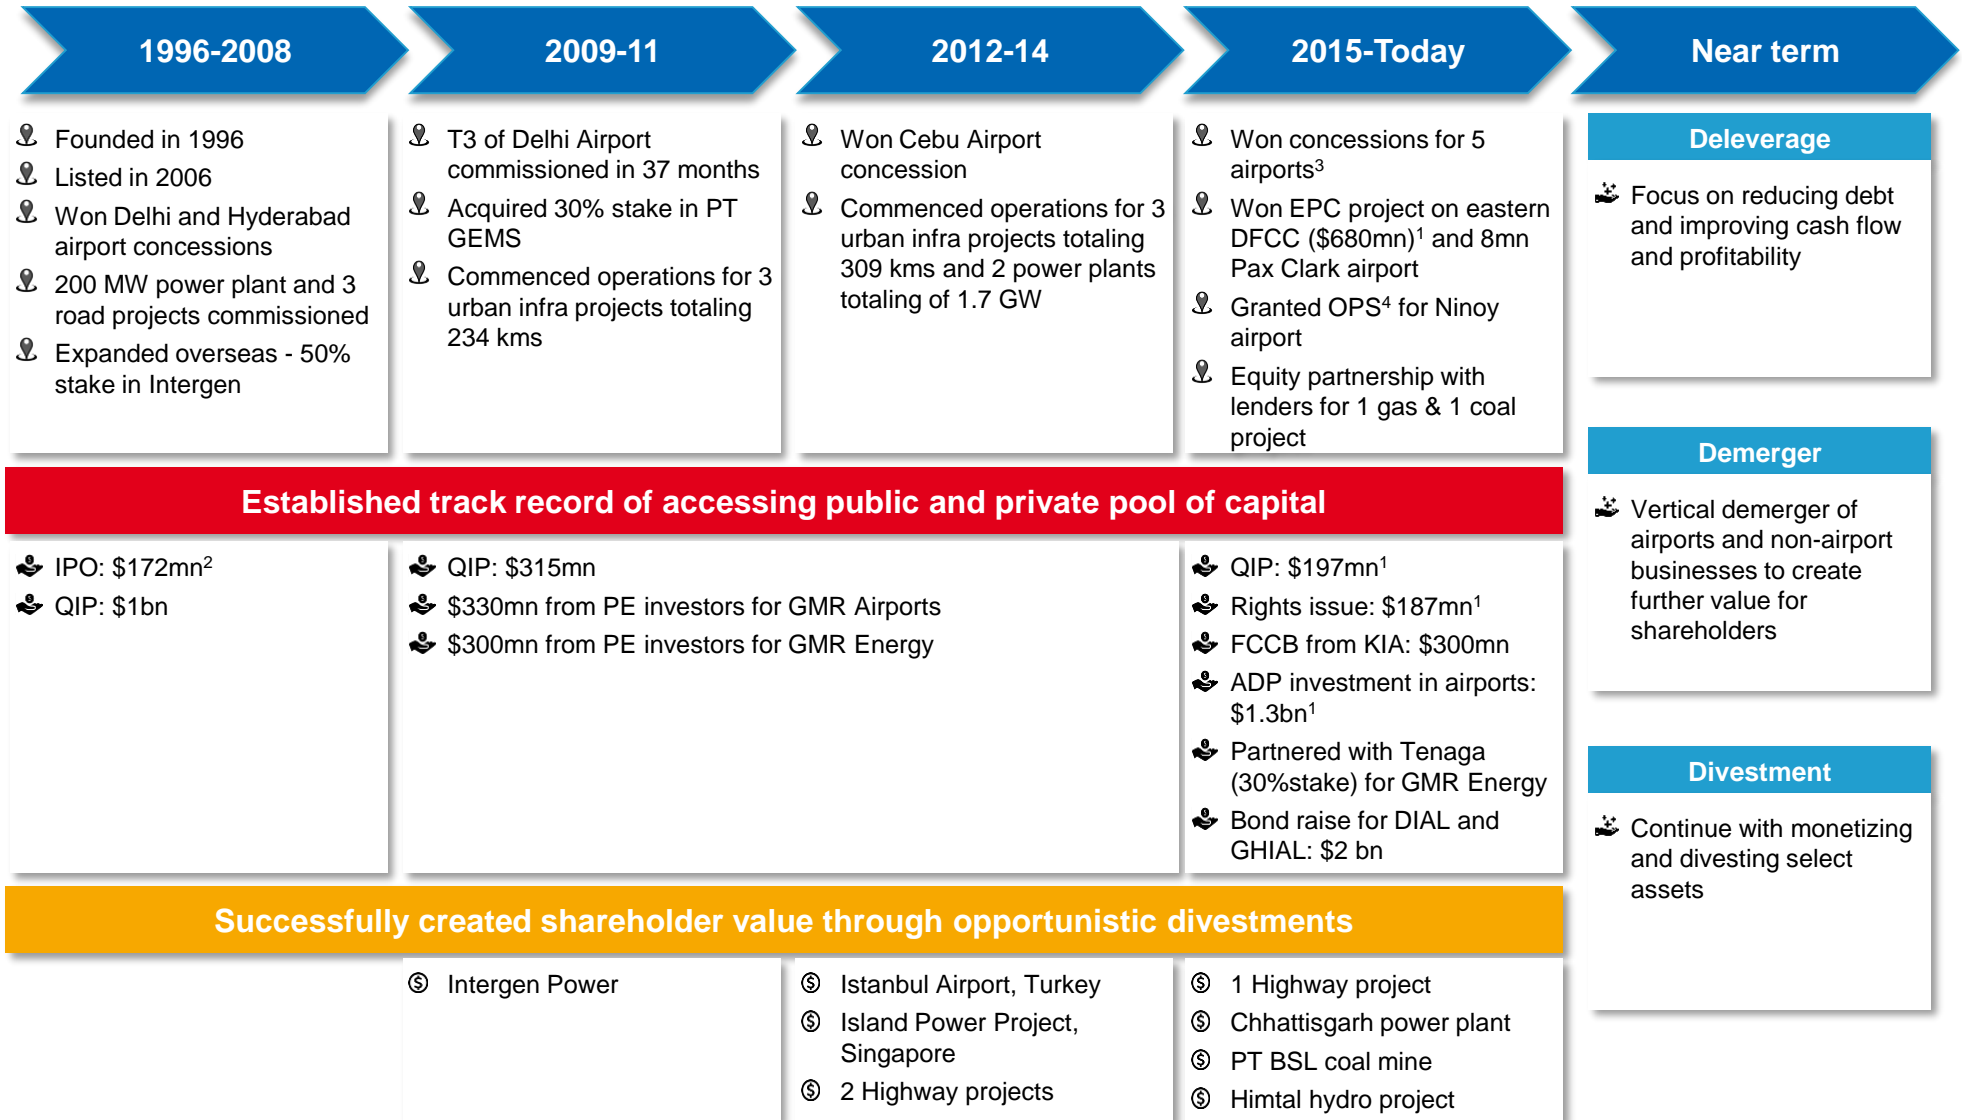 1996-2008
2009-11
2012-14
2015-Today
Near term
Founded in 1996
Listed in 2006
Won Delhi and Hyderabad
airport concessions
200 MW power plant and 3
road projects commissioned
Expanded overseas - 50%
stake in Intergen
T3 of Delhi Airport
commissioned in 37 months
Acquired 30% stake in PT
GEMS
Commenced operations for 3
urban infra projects totaling
234 kms
Won Cebu Airport
concession
Commenced operations for 3
urban infra projects totaling
309 kms and 2 power plants
totaling of 1.7 GW
Won concessions for 5
airports³
Won EPC project on eastern
DFCC ($680mn)¹ and 8mn
Pax Clark airport
Granted OPS⁴ for Ninoy
airport
Equity partnership with
lenders for 1 gas & 1 coal
project
Deleverage
Focus on reducing debt
and improving cash flow
and profitability
Established track record of accessing public and private pool of capital
IPO: $172mn²
QIP: $1bn
QIP: $315mn
$330mn from PE investors for GMR Airports
$300mn from PE investors for GMR Energy
QIP: $197mn¹
Rights issue: $187mn¹
FCCB from KIA: $300mn
ADP investment in airports:
$1.3bn¹
Partnered with Tenaga
(30%stake) for GMR Energy
Bond raise for DIAL and
GHIAL: $2 bn
Demerger
Vertical demerger of
airports and non-airport
businesses to create
further value for
shareholders
Successfully created shareholder value through opportunistic divestments
Intergen Power
Istanbul Airport, Turkey
Island Power Project,
Singapore
2 Highway projects
1 Highway project
Chhattisgarh power plant
PT BSL coal mine
Himtal hydro project
Divestment
Continue with monetizing
and divesting select
assets